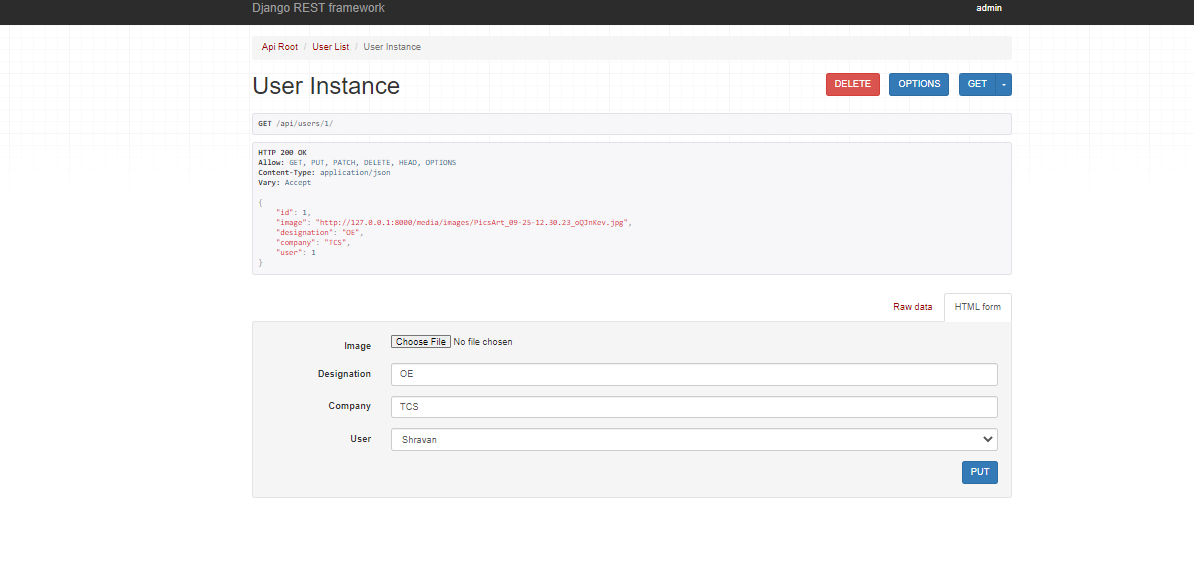 Django REST framework
admin
Api Root / User List / User Instance
User Instance
DELETE
OPTIONS
GET
GET /api/users/1/
HTTP 200 OK
Allow: GET, PUT, PATCH, DELETE, HEAD, OPTIONS
Content-Type: application/json
Vary: Accept
{
"id": 1,
"image": "http://127.0.0.1:8000/media/images/PicsArt_09-25-12.30.23_oQJnKev.jpg",
"designation": "OE",
"company": "TCS",
"user": 1
}
Raw data
HTML form
Image
Choose File No file chosen
Designation
OE
Company
TCS
User
Shravan
PUT